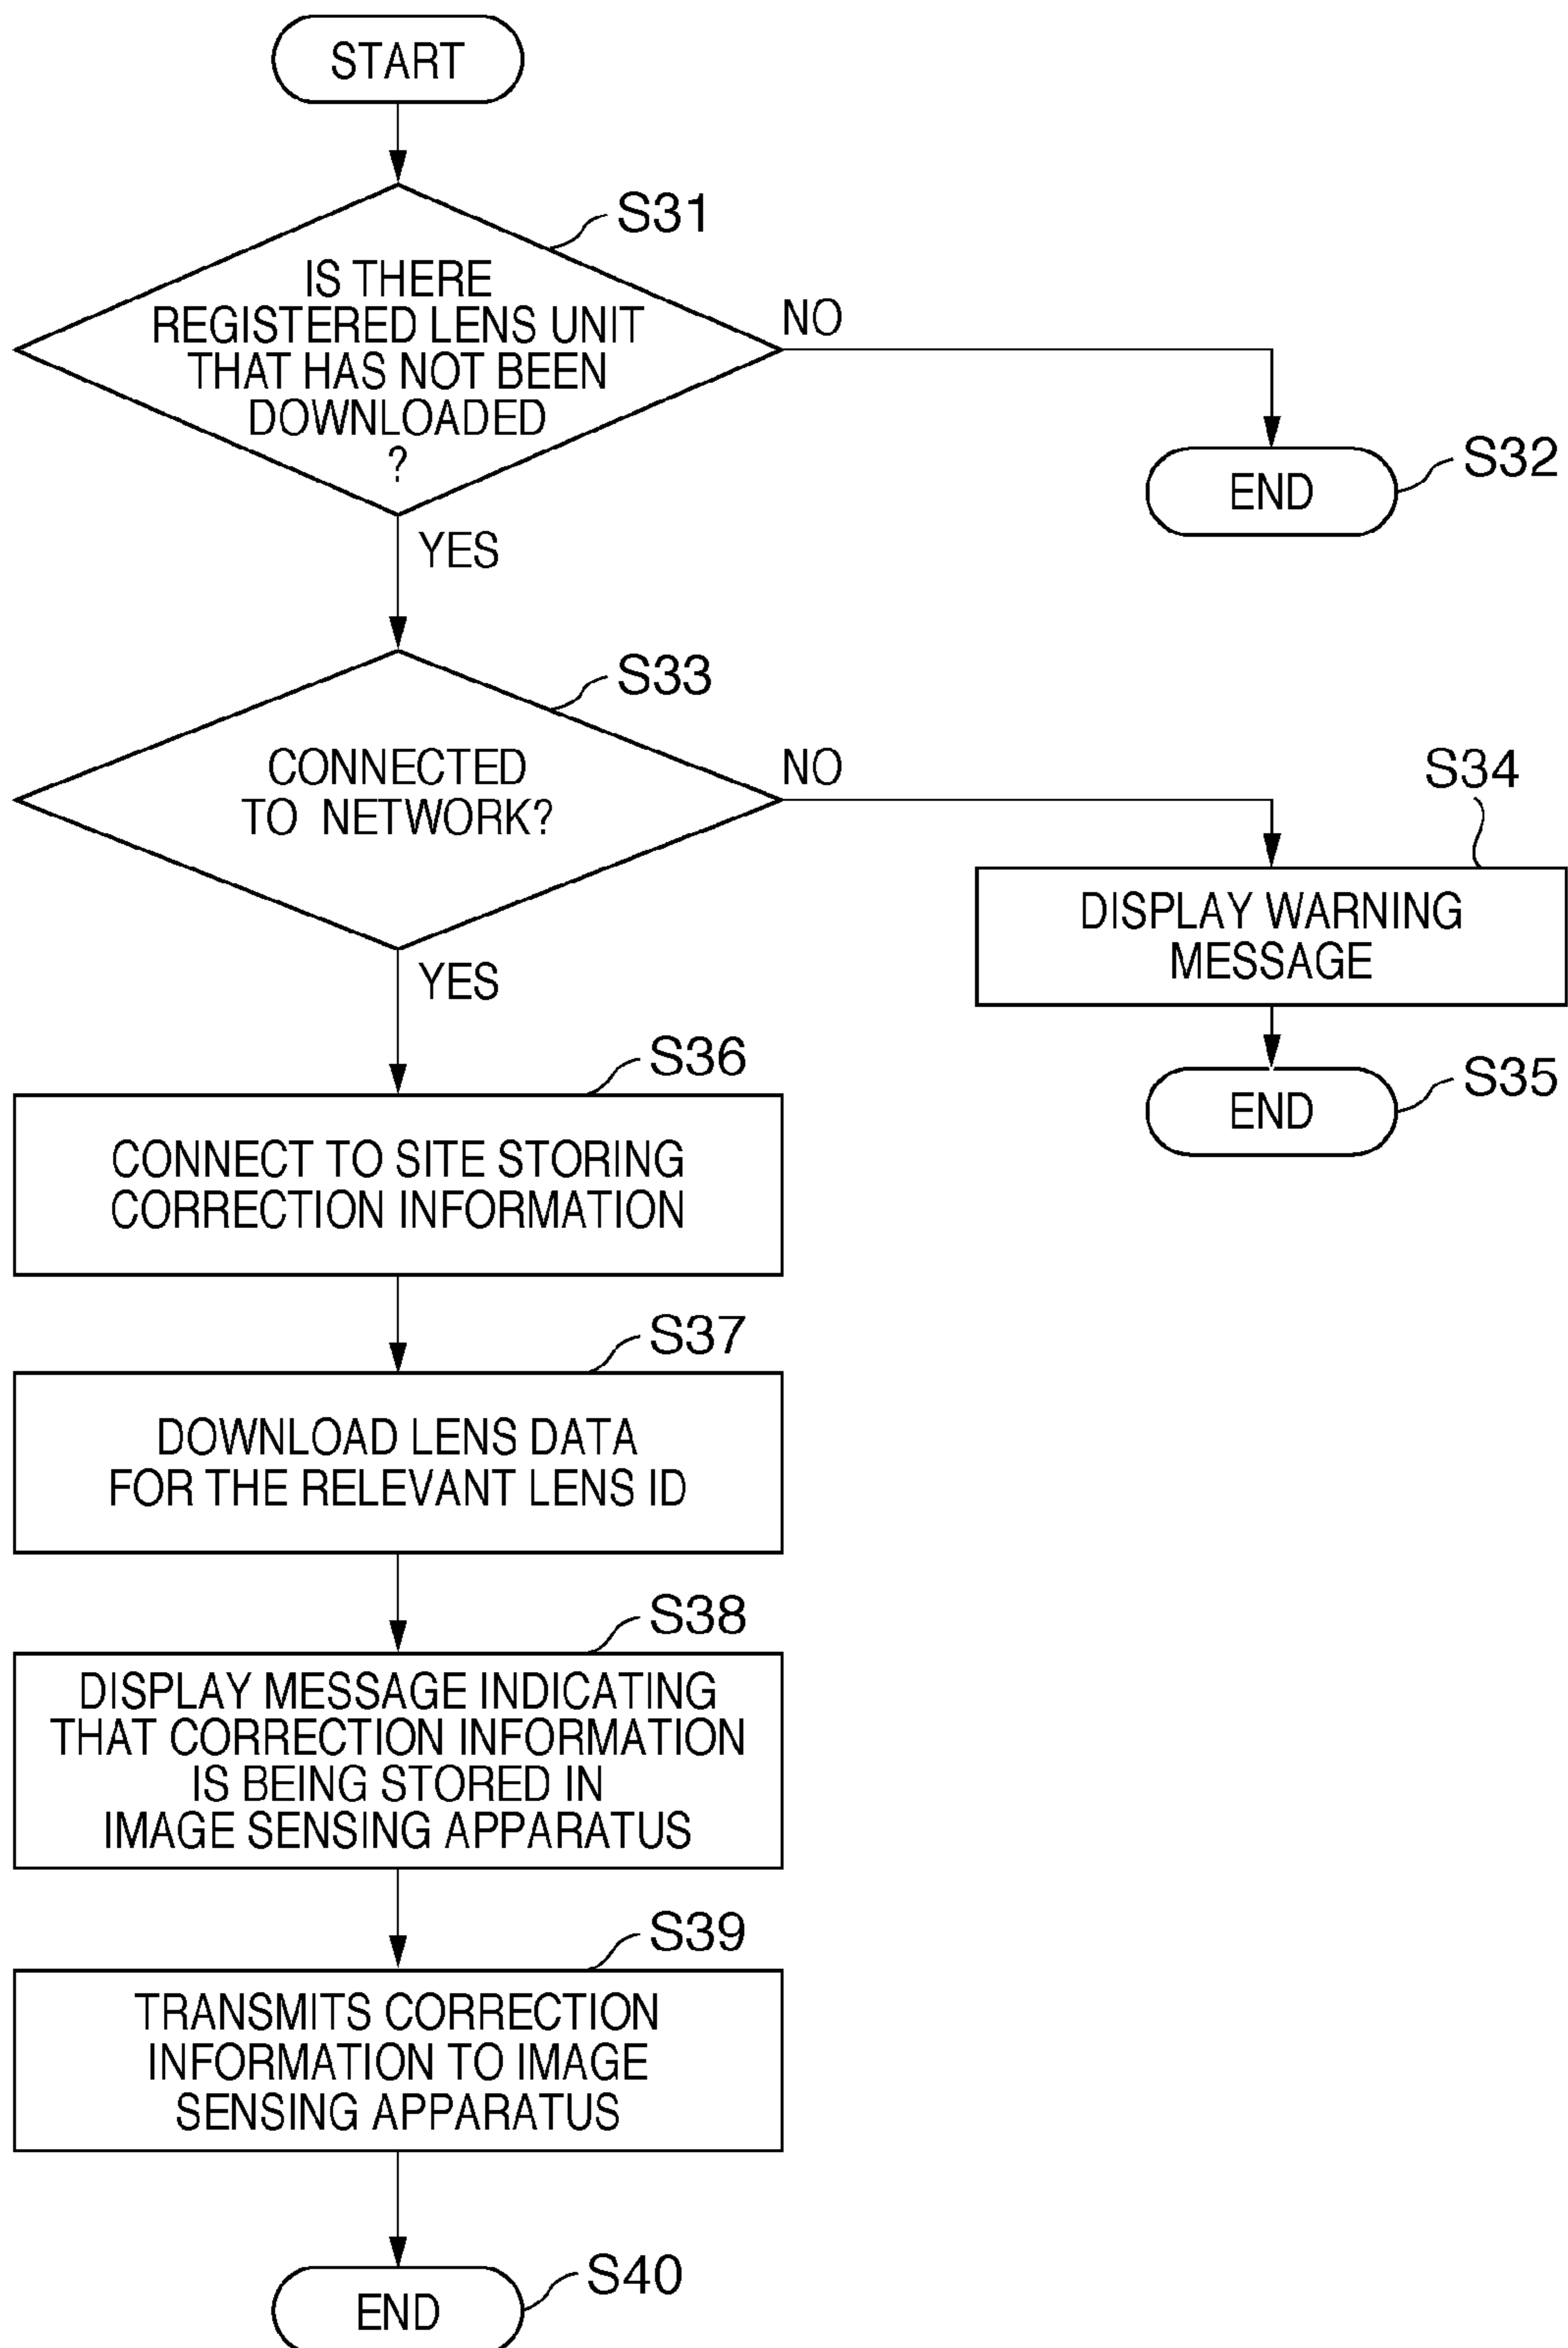 START
S31
IS THERE
REGISTERED LENS UNIT
THAT HAS NOT BEEN
DOWNLOADED
?
NO
S32
END
YES
S33
CONNECTED
TO NETWORK?
NO
S34
DISPLAY WARNING
MESSAGE
S35
END
YES
S36
CONNECT TO SITE STORING
CORRECTION INFORMATION
S37
DOWNLOAD LENS DATA
FOR THE RELEVANT LENS ID
S38
DISPLAY MESSAGE INDICATING
THAT CORRECTION INFORMATION
IS BEING STORED IN
IMAGE SENSING APPARATUS
S39
TRANSMITS CORRECTION
INFORMATION TO IMAGE
SENSING APPARATUS
S40
END